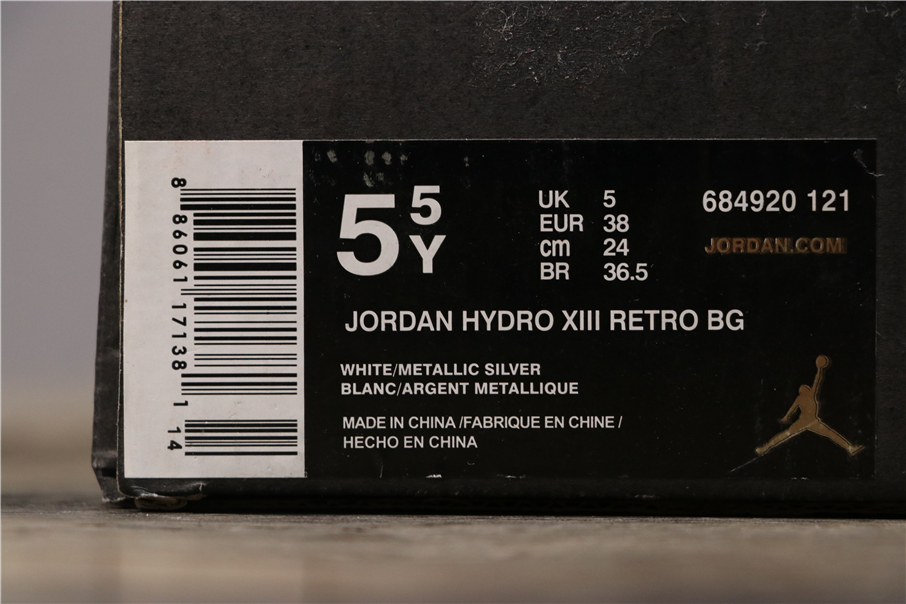 8 86061 17138 1 14
5 5 Y
UK 5
EUR 38
cm 24
BR 36.5
684920 121
JORDAN.COM
JORDAN HYDRO XIII RETRO BG
WHITE/METALLIC SILVER
BLANC/ARGENT METALLIQUE
MADE IN CHINA /FABRIQUE EN CHINE /
HECHO EN CHINA